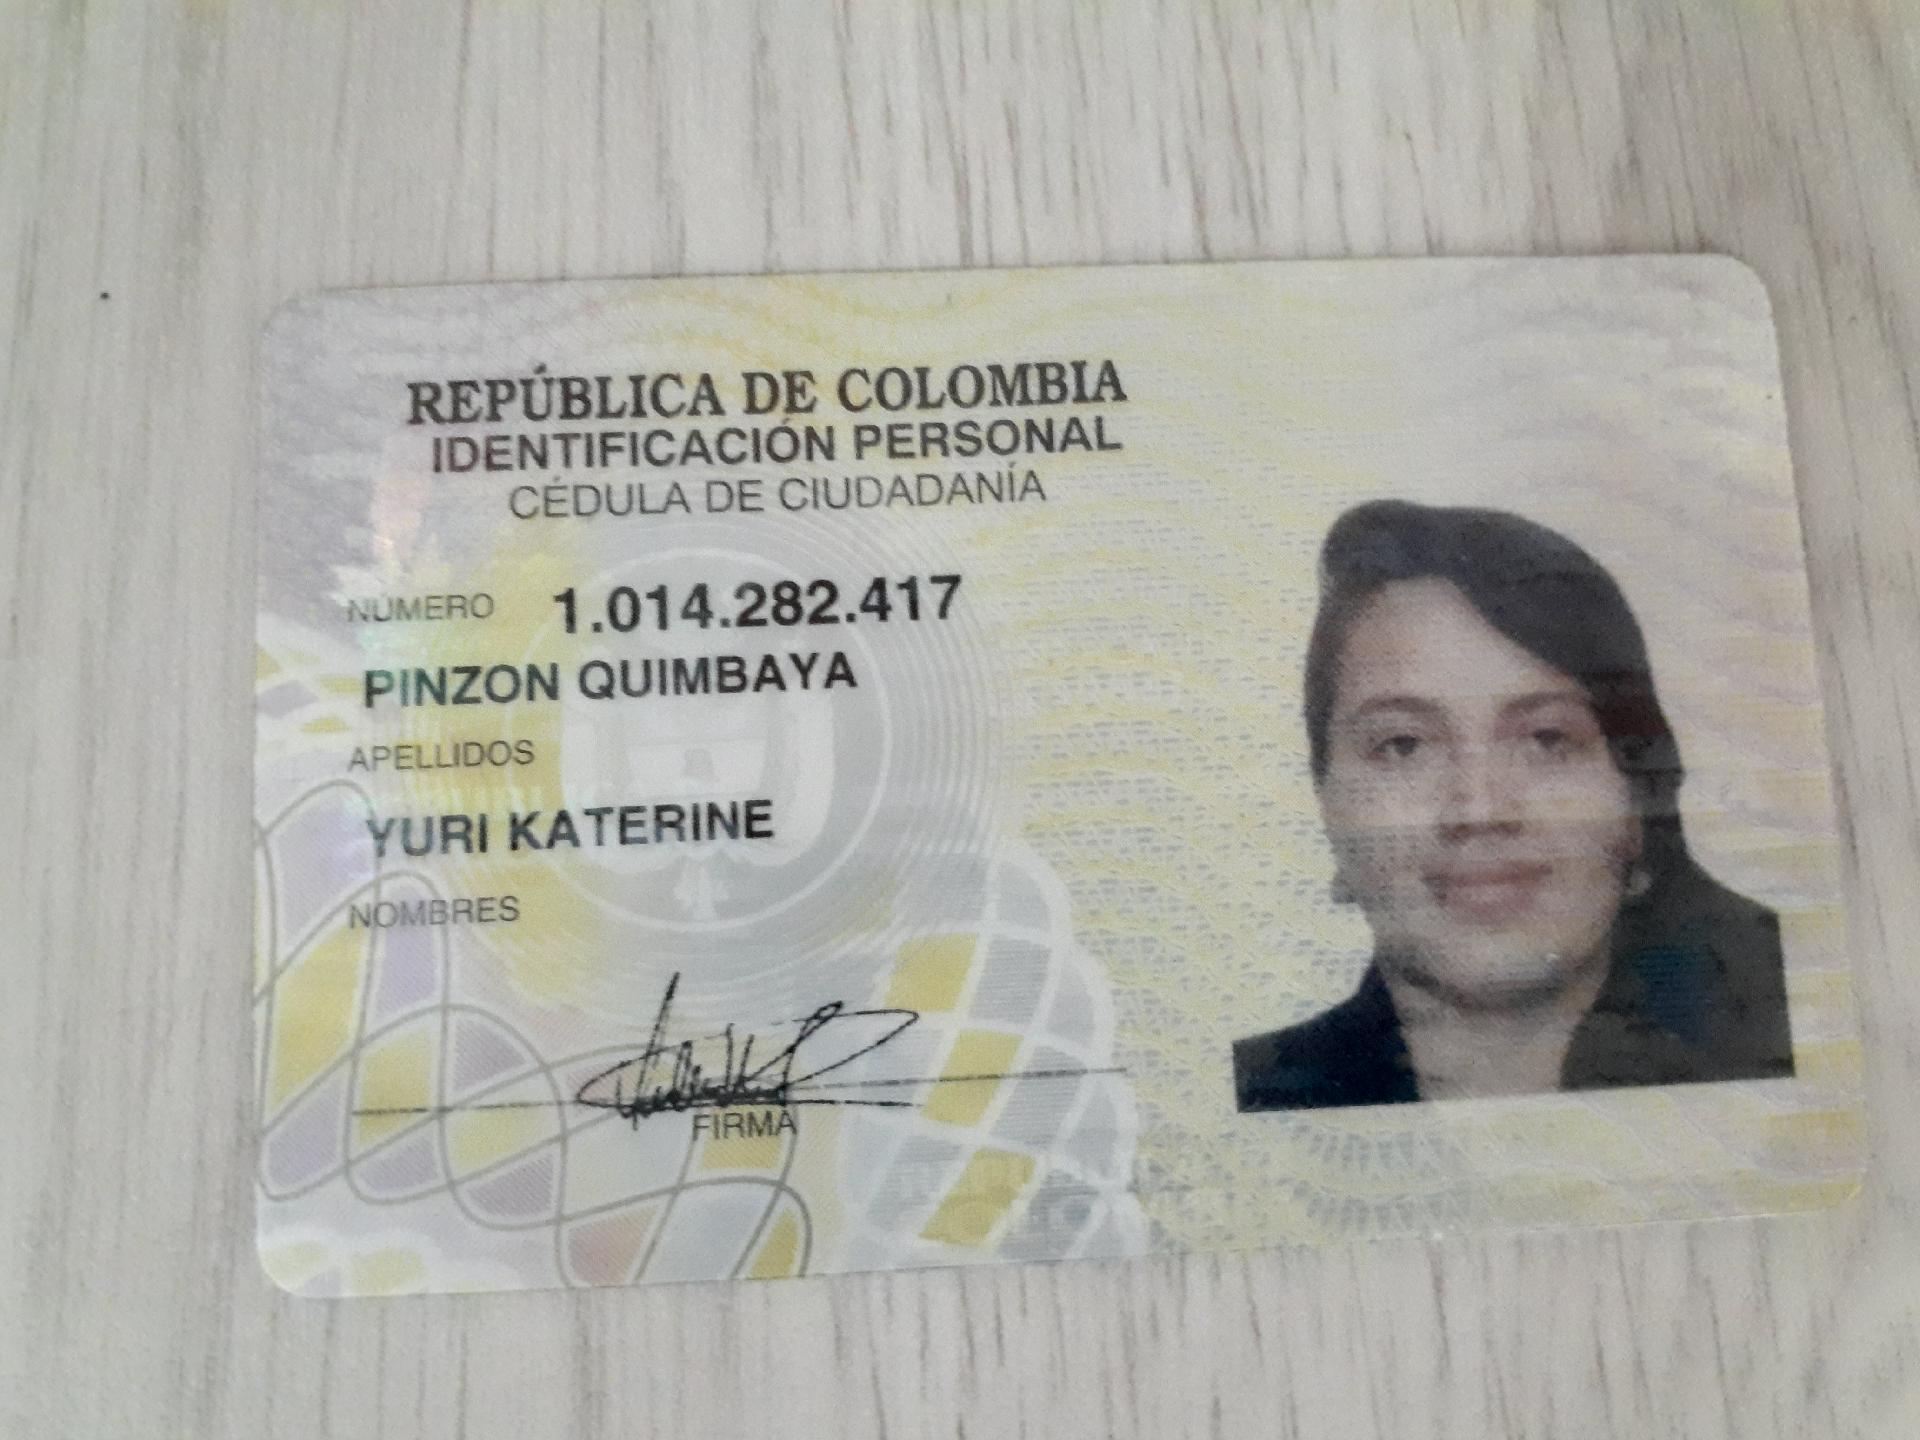 REPÚBLICA DE COLOMBIA
IDENTIFICACIÓN PERSONAL
CÉDULA DE CIUDADANÍA
NÚMERO 1.014.282.417
PINZON QUIMBAYA
APELLIDOS
YURI KATERINE
NOMBRES
FIRMA